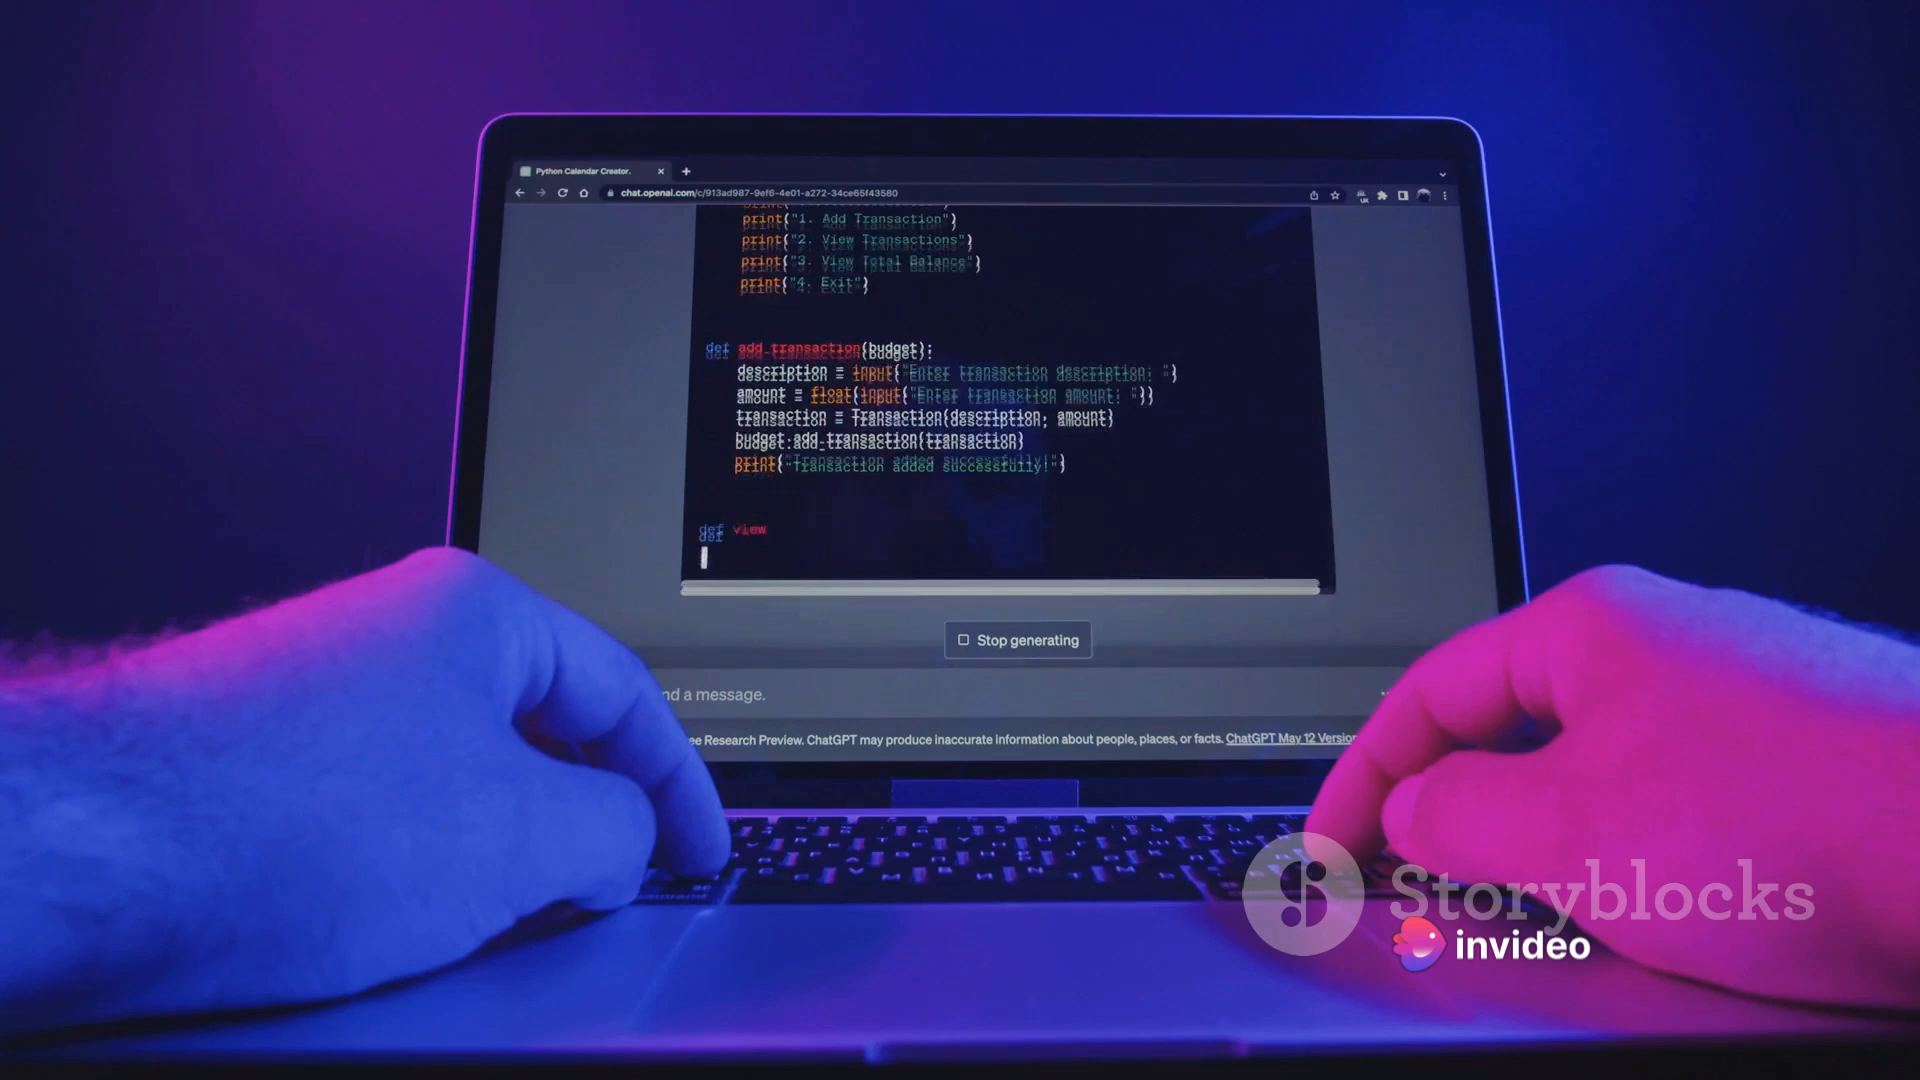 Python Calendar Creator.
chat.openai.com/c/913ad987-9ef6-4e01-a272-34ce65f43580
print("1. Add Transaction")
print("2. View Transactions")
print("3. View Total Balance")
print("4. Exit")
def add_transaction(budget):
description = input("Enter transaction description: ")
amount = float(input("Enter transaction amount: "))
transaction = Transaction(description, amount)
budget.add_transaction(transaction)
print("Transaction added successfully!")
def view
def
Stop generating
nd a message.
ee Research Preview. ChatGPT may produce inaccurate information about people, places, or facts. ChatGPT May 12 Version
Storyblocks
invideo